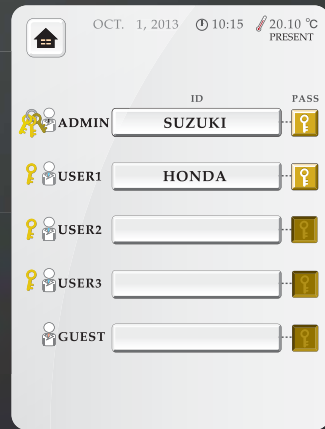 OCT. 1, 2013 10:15 20.10 ℃
PRESENT
ID PASS
ADMIN SUZUKI
USER1 HONDA
USER2
USER3
GUEST